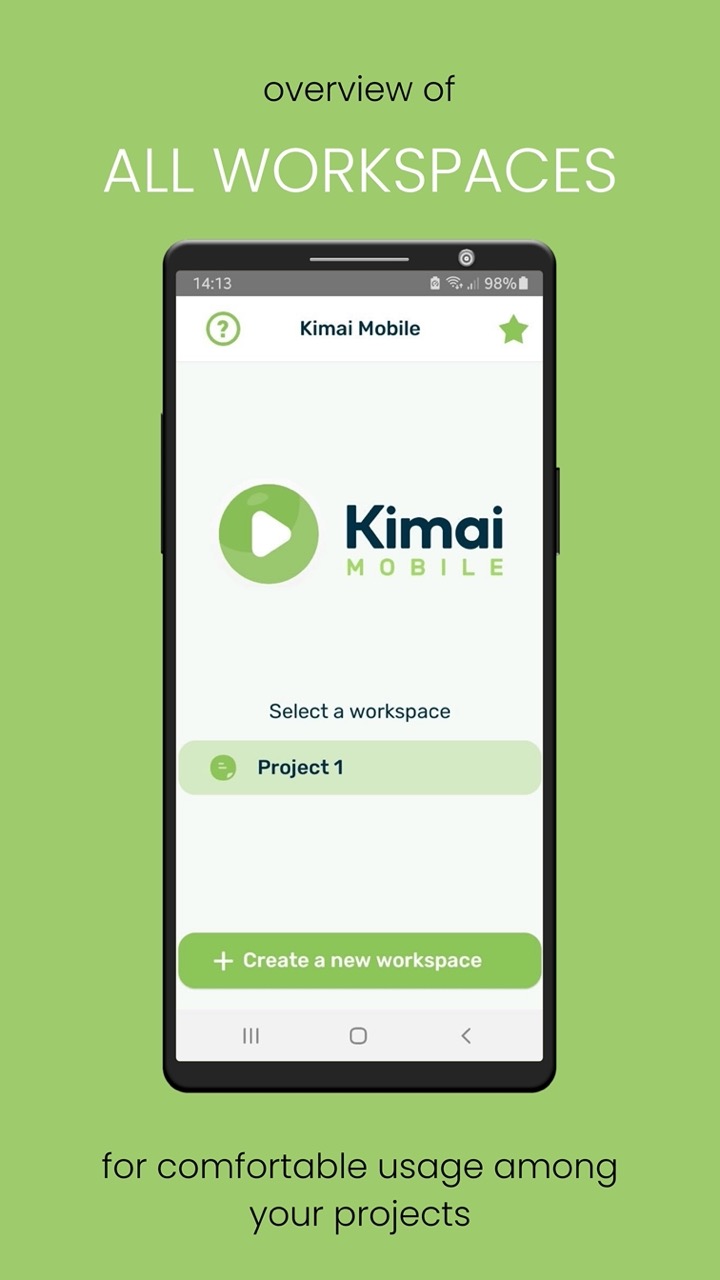 overview of
ALL WORKSPACES
14:13 98%
Kimai Mobile
Kimai
MOBILE
Select a workspace
Project 1
+ Create a new workspace
for comfortable usage among
your projects